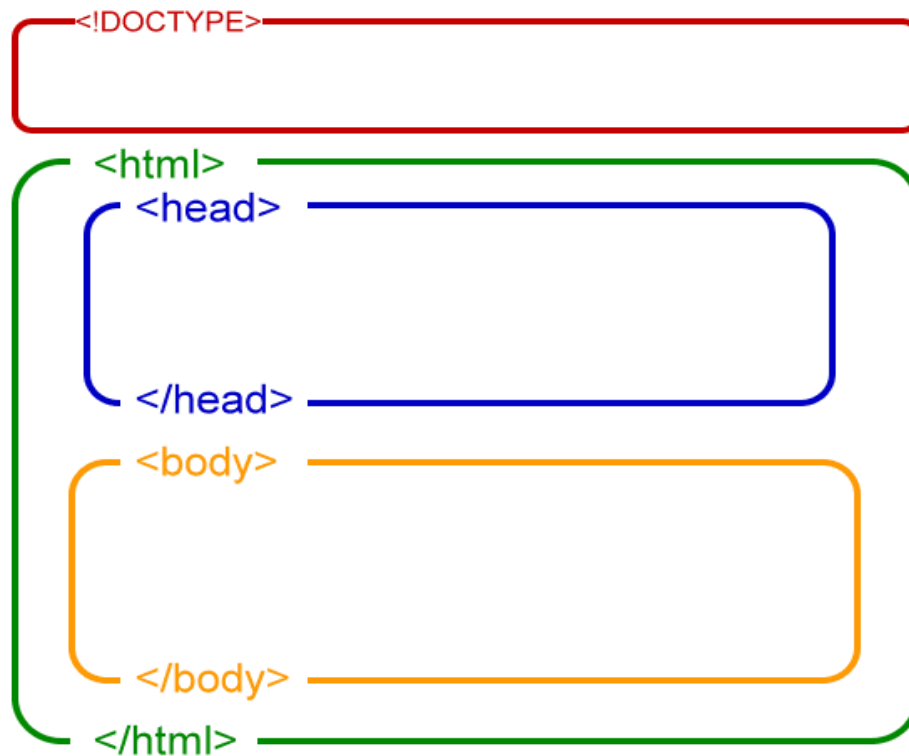 <!DOCTYPE>
<html>
<head>
</head>
<body>
</body>
</html>